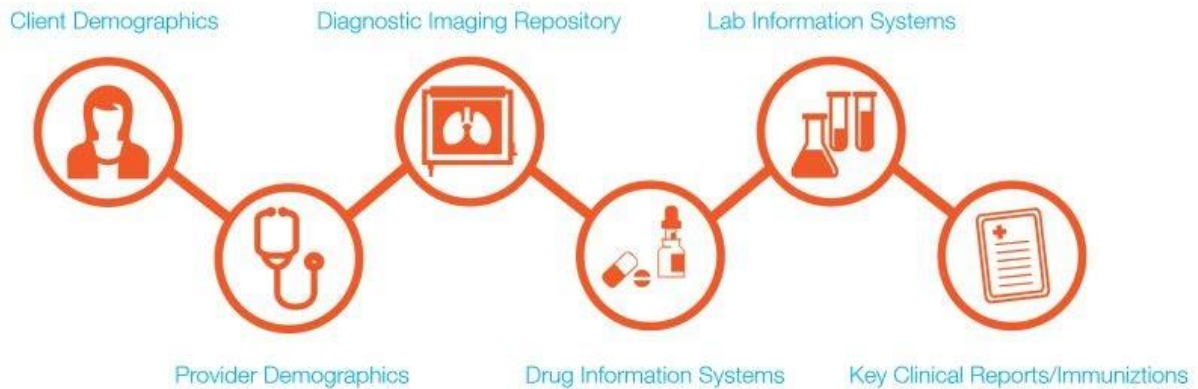 Client Demographics
Diagnostic Imaging Repository
Lab Information Systems
Provider Demographics
Drug Information Systems
Key Clinical Reports/Immuniztions